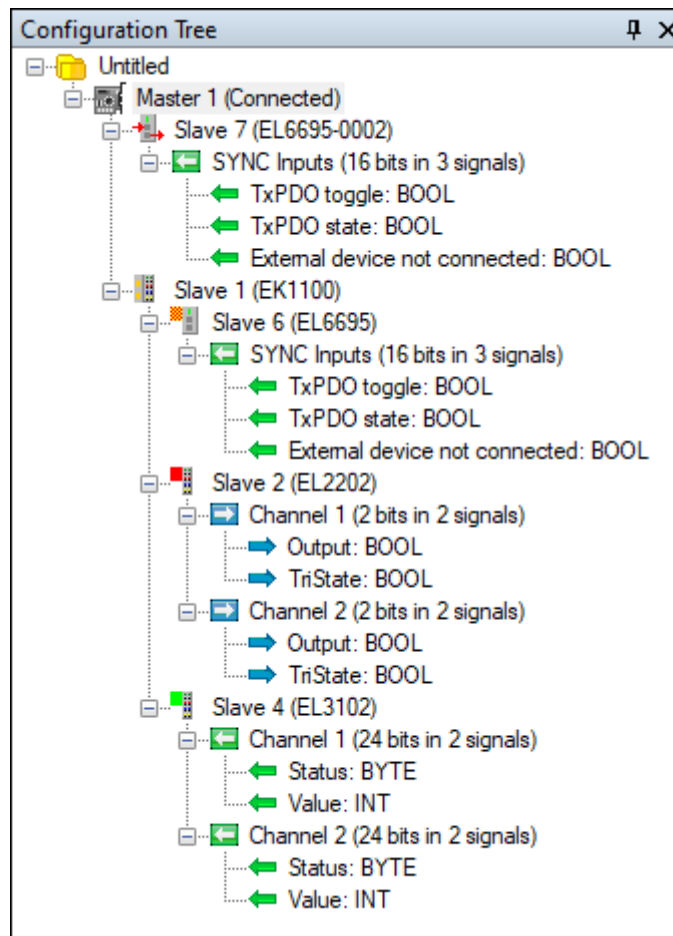 Configuration Tree
Untitled
Master 1 (Connected)
Slave 7 (EL6695-0002)
SYNC Inputs (16 bits in 3 signals)
TxPDO toggle: BOOL
TxPDO state: BOOL
External device not connected: BOOL
Slave 1 (EK1100)
Slave 6 (EL6695)
SYNC Inputs (16 bits in 3 signals)
TxPDO toggle: BOOL
TxPDO state: BOOL
External device not connected: BOOL
Slave 2 (EL2202)
Channel 1 (2 bits in 2 signals)
Output: BOOL
TriState: BOOL
Channel 2 (2 bits in 2 signals)
Output: BOOL
TriState: BOOL
Slave 4 (EL3102)
Channel 1 (24 bits in 2 signals)
Status: BYTE
Value: INT
Channel 2 (24 bits in 2 signals)
Status: BYTE
Value: INT